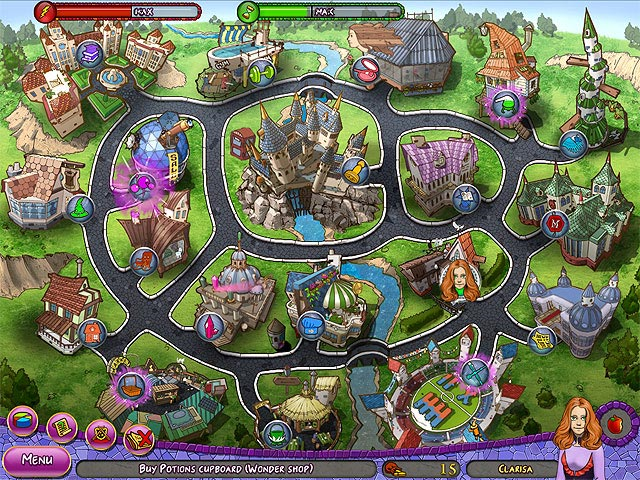 MAX
MAX
M
MENU
BUY POTIONS CUPBOARD (WONDER SHOP)
15
CLARISA